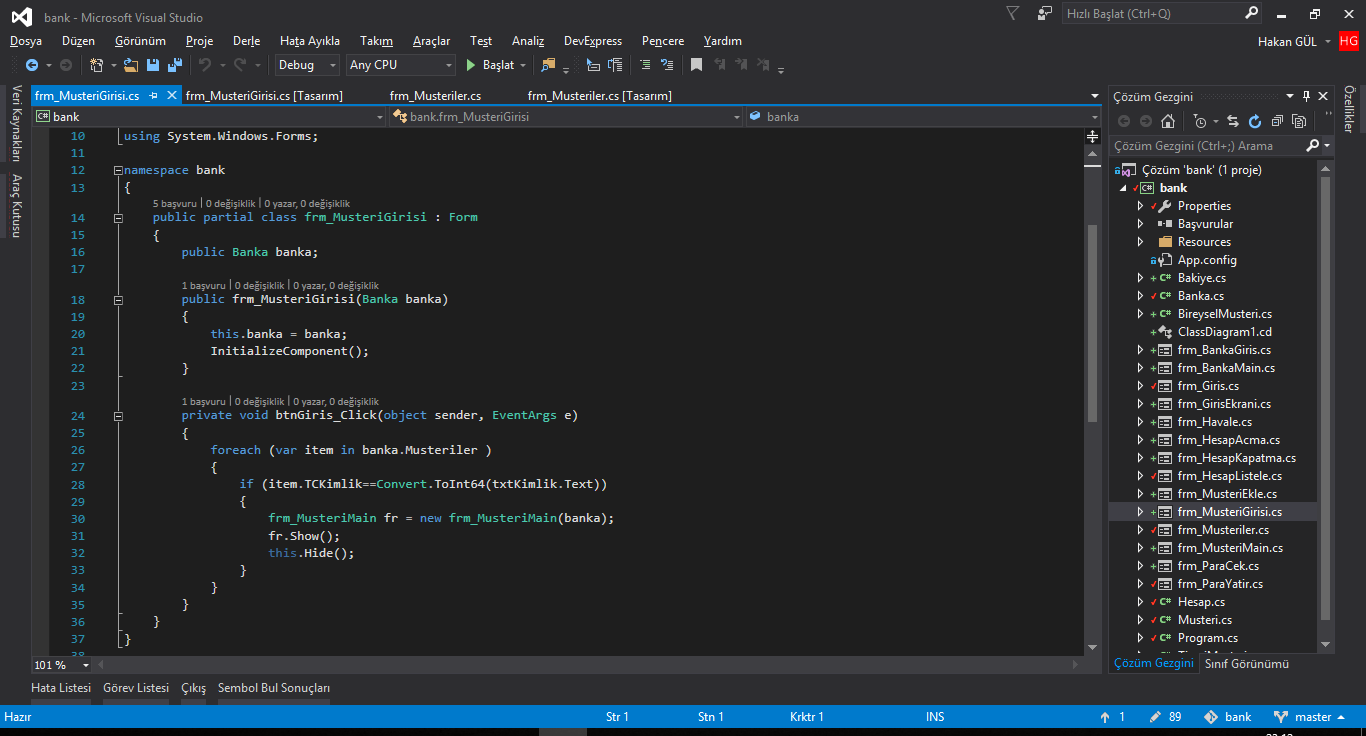 bank - Microsoft Visual Studio
Hızlı Başlat (Ctrl+Q)
Dosya Düzen Görünüm Proje Derle Hata Ayıkla Takım Araçlar Test Analiz DevExpress Pencere Yardım
Hakan GÜL HG
Debug Any CPU Başlat
Veri Kaynakları
Araç Kutusu
frm_MusteriGirisi.cs frm_MusteriGirisi.cs [Tasarım] frm_Musteriler.cs frm_Musteriler.cs [Tasarım]
C# bank bank.frm_MusteriGirisi banka
10 using System.Windows.Forms;
11
12 namespace bank
13 {
5 başvuru | 0 değişiklik | 0 yazar, 0 değişiklik
14 public partial class frm_MusteriGirisi : Form
15 {
16 public Banka banka;
17
1 başvuru | 0 değişiklik | 0 yazar, 0 değişiklik
18 public frm_MusteriGirisi(Banka banka)
19 {
20 this.banka = banka;
21 InitializeComponent();
22 }
23
1 başvuru | 0 değişiklik | 0 yazar, 0 değişiklik
24 private void btnGiris_Click(object sender, EventArgs e)
25 {
26 foreach (var item in banka.Musteriler )
27 {
28 if (item.TCKimlik==Convert.ToInt64(txtKimlik.Text))
29 {
30 frm_MusteriMain fr = new frm_MusteriMain(banka);
31 fr.Show();
32 this.Hide();
33 }
34 }
35 }
36 }
37 }
38
101 %
Çözüm Gezgini
Çözüm Gezgini (Ctrl+;) Arama
Çözüm 'bank' (1 proje)
C# bank
Properties
Başvurular
Resources
App.config
C# Bakiye.cs
C# Banka.cs
C# BireyselMusteri.cs
ClassDiagram1.cd
frm_BankaGiris.cs
frm_BankaMain.cs
frm_Giris.cs
frm_GirisEkrani.cs
frm_Havale.cs
frm_HesapAcma.cs
frm_HesapKapatma.cs
frm_HesapListele.cs
frm_MusteriEkle.cs
frm_MusteriGirisi.cs
frm_Musteriler.cs
frm_MusteriMain.cs
frm_ParaCek.cs
frm_ParaYatir.cs
C# Hesap.cs
C# Musteri.cs
C# Program.cs
Çözüm Gezgini Sınıf Görünümü
Özellikler
Hata Listesi Görev Listesi Çıkış Sembol Bul Sonuçları
Hazır Str 1 Stn 1 Krktr 1 INS 1 89 bank master